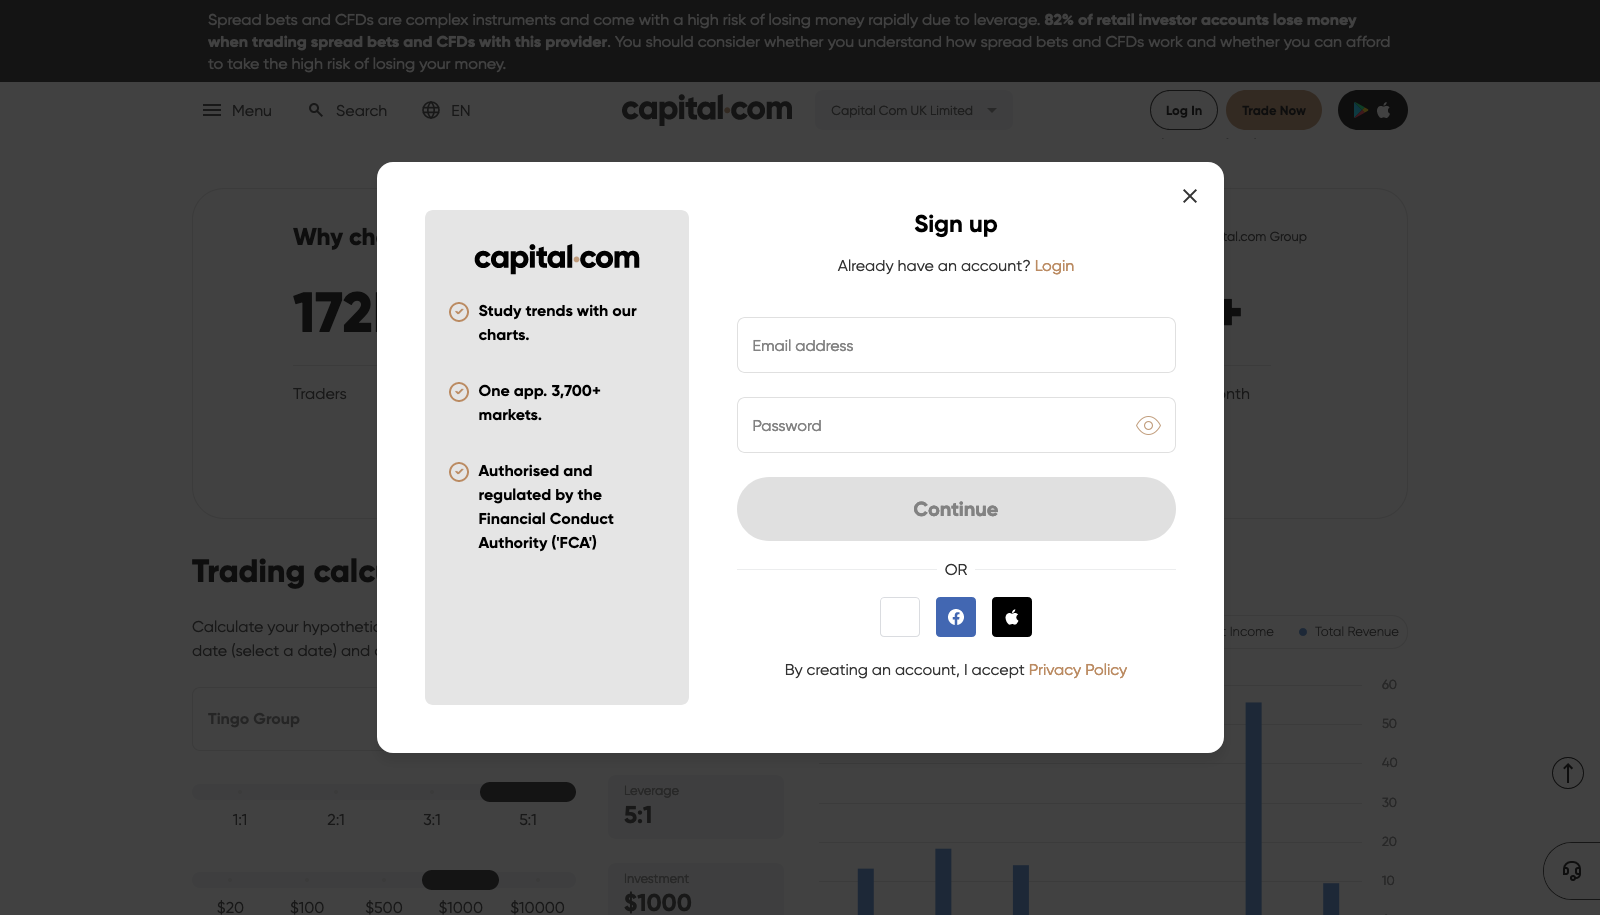 Spread bets and CFDs are complex instruments and come with a high risk of losing money rapidly due to leverage. 82% of retail investor accounts lose money
when trading spread bets and CFDs with this provider. You should consider whether you understand how spread bets and CFDs work and whether you can afford
to take the high risk of losing your money.
Menu
Search
EN
capital.com
Capital Com UK Limited
Log In
Trade Now
Why ch
tal.com Group
172
+
Traders
nth
capital.com
Study trends with our
charts.
One app. 3,700+
markets.
Authorised and
regulated by the
Financial Conduct
Authority ('FCA')
Sign up
Already have an account? Login
Email address
Password
Continue
OR
By creating an account, I accept Privacy Policy
Trading calc
Calculate your hypothetic
date (select a date) and
Income
Total Revenue
Tingo Group
1:1
2:1
3:1
5:1
Leverage
5:1
Investment
$1000
$20
$100
$500
$1000
$10000
60
50
40
30
20
10